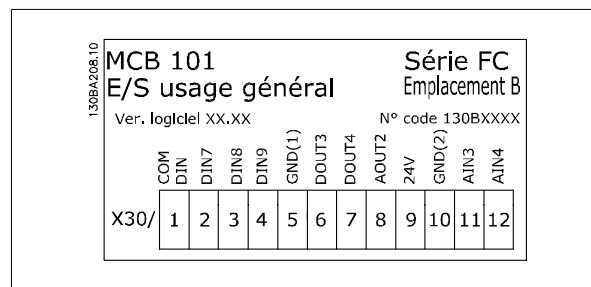 130BA208.10
MCB 101
Série FC
E/S usage général
Emplacement B
Ver. logiciel XX.XX
N° code 130BXXXX
COM DIN
DIN7
DIN8
DIN9
GND(1)
DOUT3
DOUT4
AOUT2
24V
GND(2)
AIN3
AIN4
X30/ 1 2 3 4 5 6 7 8 9 10 11 12